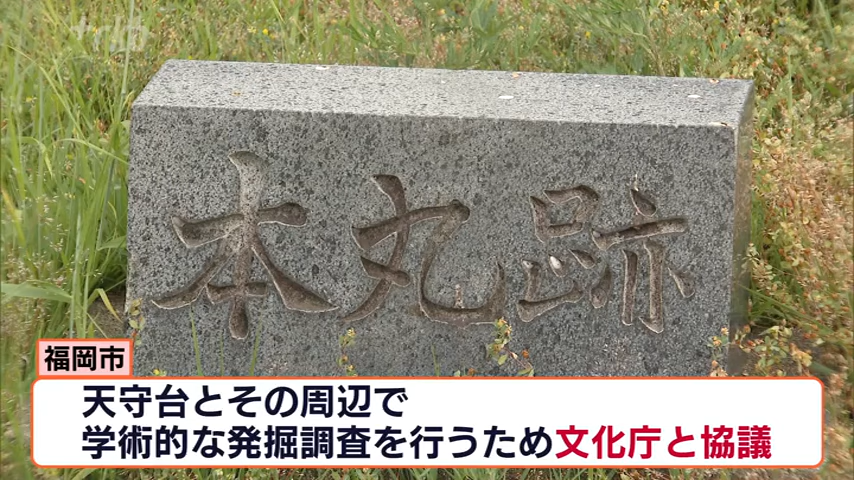 本丸跡
福岡市
天守台とその周辺で
学術的な発掘調査を行うため文化庁と協議